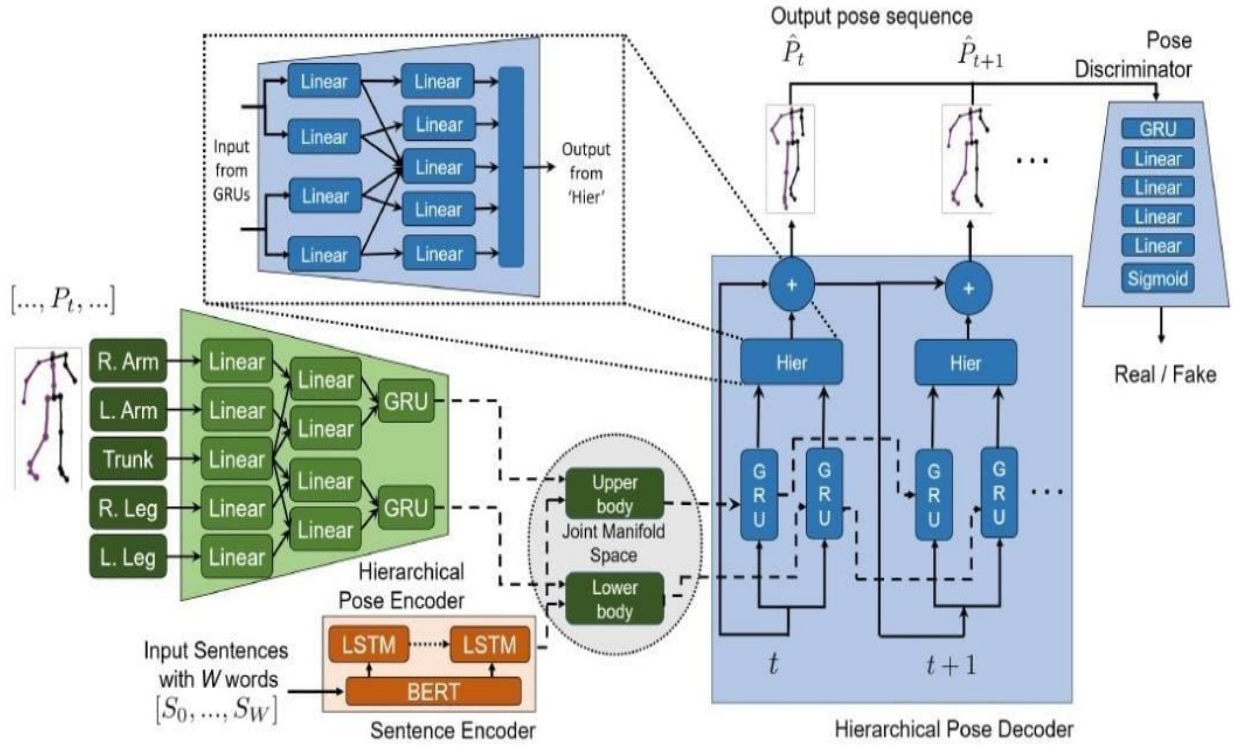 Output pose sequence
P̂_t
P̂_{t+1}
Pose
Discriminator
GRU
Linear
Linear
Linear
Linear
Sigmoid
Real / Fake
Input
from
GRUs
Linear
Linear
Linear
Linear
Linear
Linear
Linear
Linear
Linear
Output
from
'Hier'
[..., P_t, ...]
R. Arm
L. Arm
Trunk
R. Leg
L. Leg
Linear
Linear
Linear
Linear
Linear
Linear
Linear
Linear
Linear
GRU
GRU
Hierarchical
Pose Encoder
Input Sentences
with W words
[S_0, ..., S_W]
LSTM
LSTM
BERT
Sentence Encoder
Upper
body
Joint Manifold
Space
Lower
body
+
+
Hier
Hier
GRU
GRU
GRU
GRU
...
...
t
t + 1
Hierarchical Pose Decoder